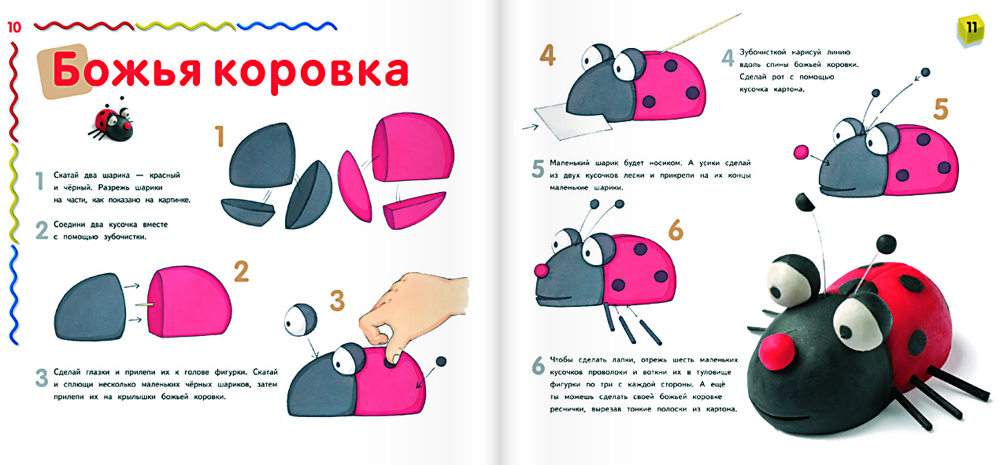 10
Божья коровка
1
1
Скатай два шарика — красный
и чёрный. Разрежь шарики
на части, как показано на картинке.
2
Соедини два кусочка вместе
с помощью зубочистки.
2
3
3
Сделай глазки и прилепи их к голове фигурки. Скатай
и сплющи несколько маленьких чёрных шариков, затем
прилепи их на крылышки божьей коровки.
11
4
4
Зубочисткой нарисуй линию
вдоль спины божьей коровки.
Сделай рот с помощью
кусочка картона.
5
5
Маленький шарик будет носиком. А усики сделай
из двух кусочков лески и прикрепи на их концы
маленькие шарики.
6
6
Чтобы сделать лапки, отрежь шесть маленьких
кусочков проволоки и воткни их в туловище
фигурки по три с каждой стороны. А ещё
ты можешь сделать своей божьей коровке
реснички, вырезав тонкие полоски из картона.